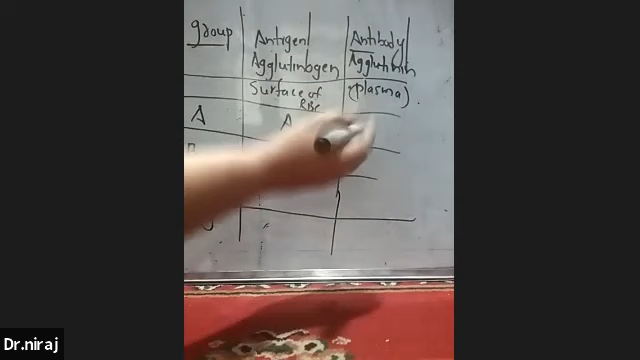 group
Antigen
Agglutinogen
Antibody
Agglutinin
Surface of
RBC
(plasma)
A
A
Dr.niraj